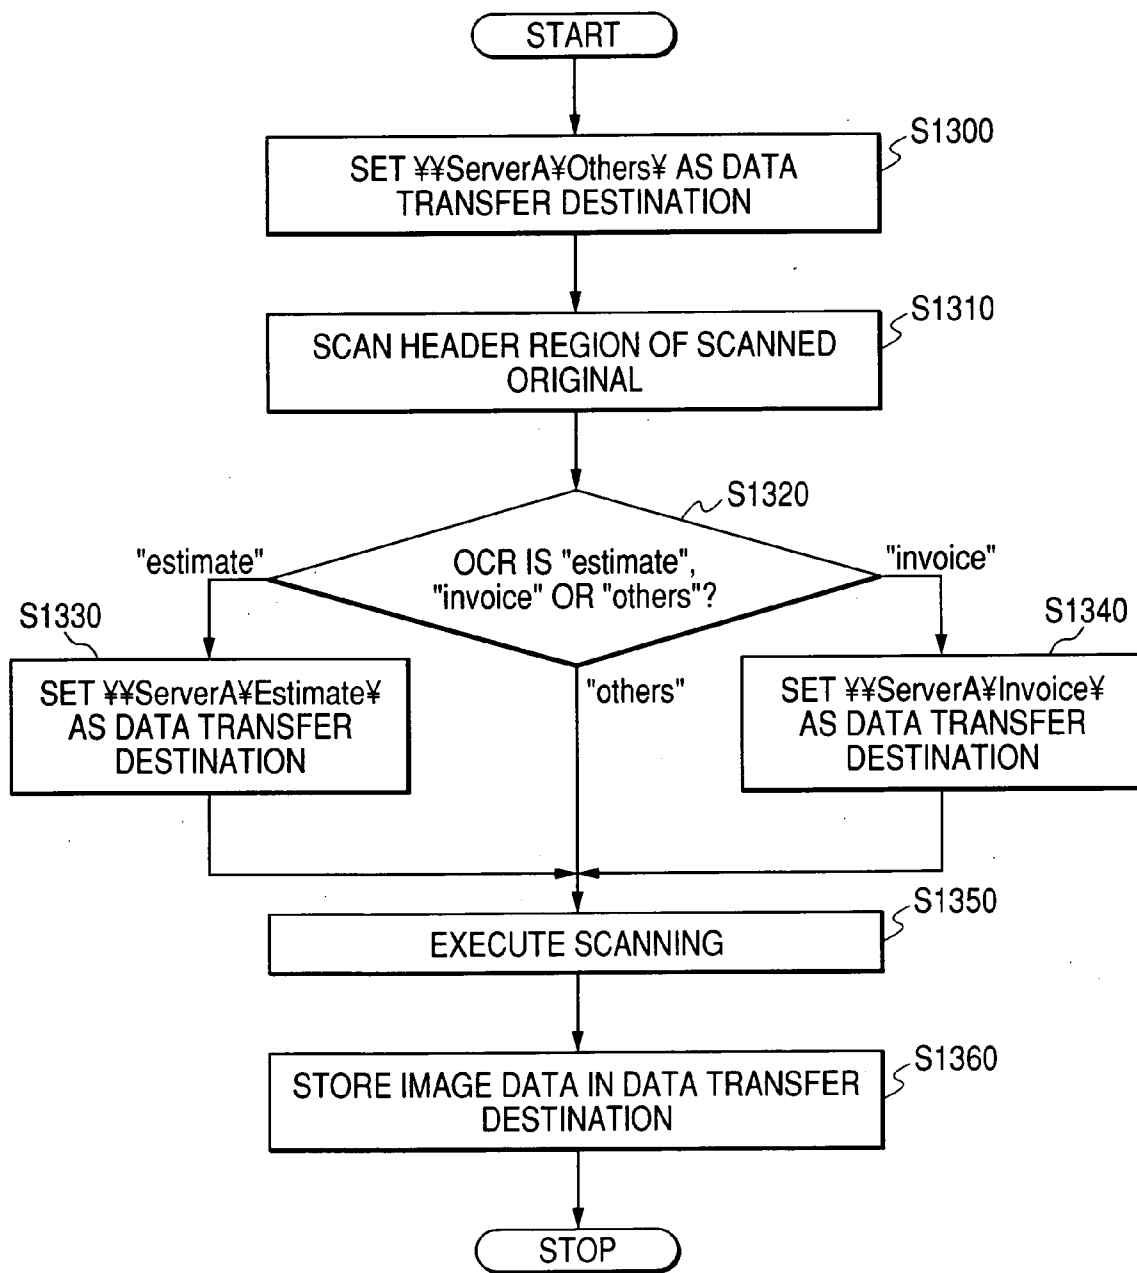 START
S1300
SET ¥¥ServerA¥Others¥ AS DATA
TRANSFER DESTINATION
S1310
SCAN HEADER REGION OF SCANNED
ORIGINAL
S1320
"estimate"
OCR IS "estimate",
"invoice" OR "others"?
"invoice"
S1330
SET ¥¥ServerA¥Estimate¥
AS DATA TRANSFER
DESTINATION
"others"
S1340
SET ¥¥ServerA¥Invoice¥
AS DATA TRANSFER
DESTINATION
S1350
EXECUTE SCANNING
S1360
STORE IMAGE DATA IN DATA TRANSFER
DESTINATION
STOP